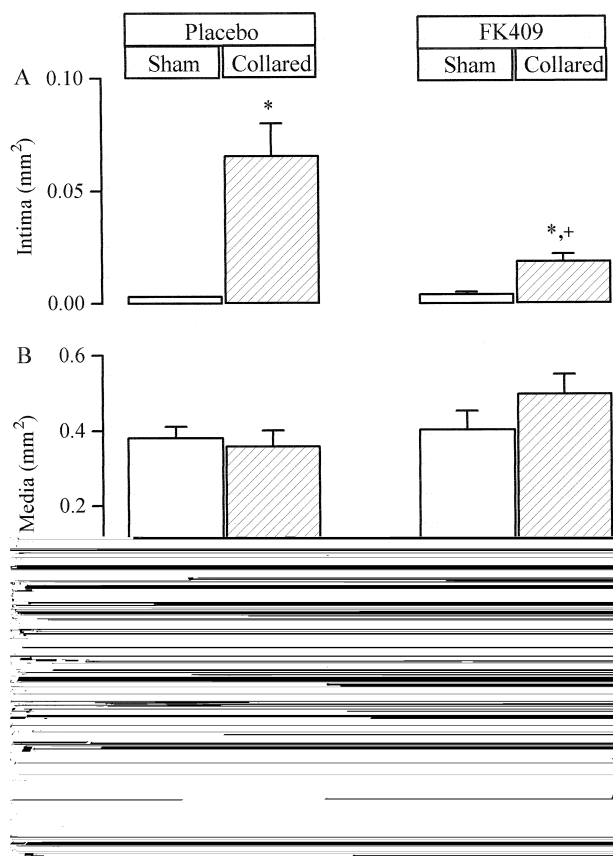 Placebo FK409
Sham Collared Sham Collared
A
0.10
*
0.05
Intima (mm²)
*,+
0.00
B
0.6
0.4
Media (mm²)
0.2